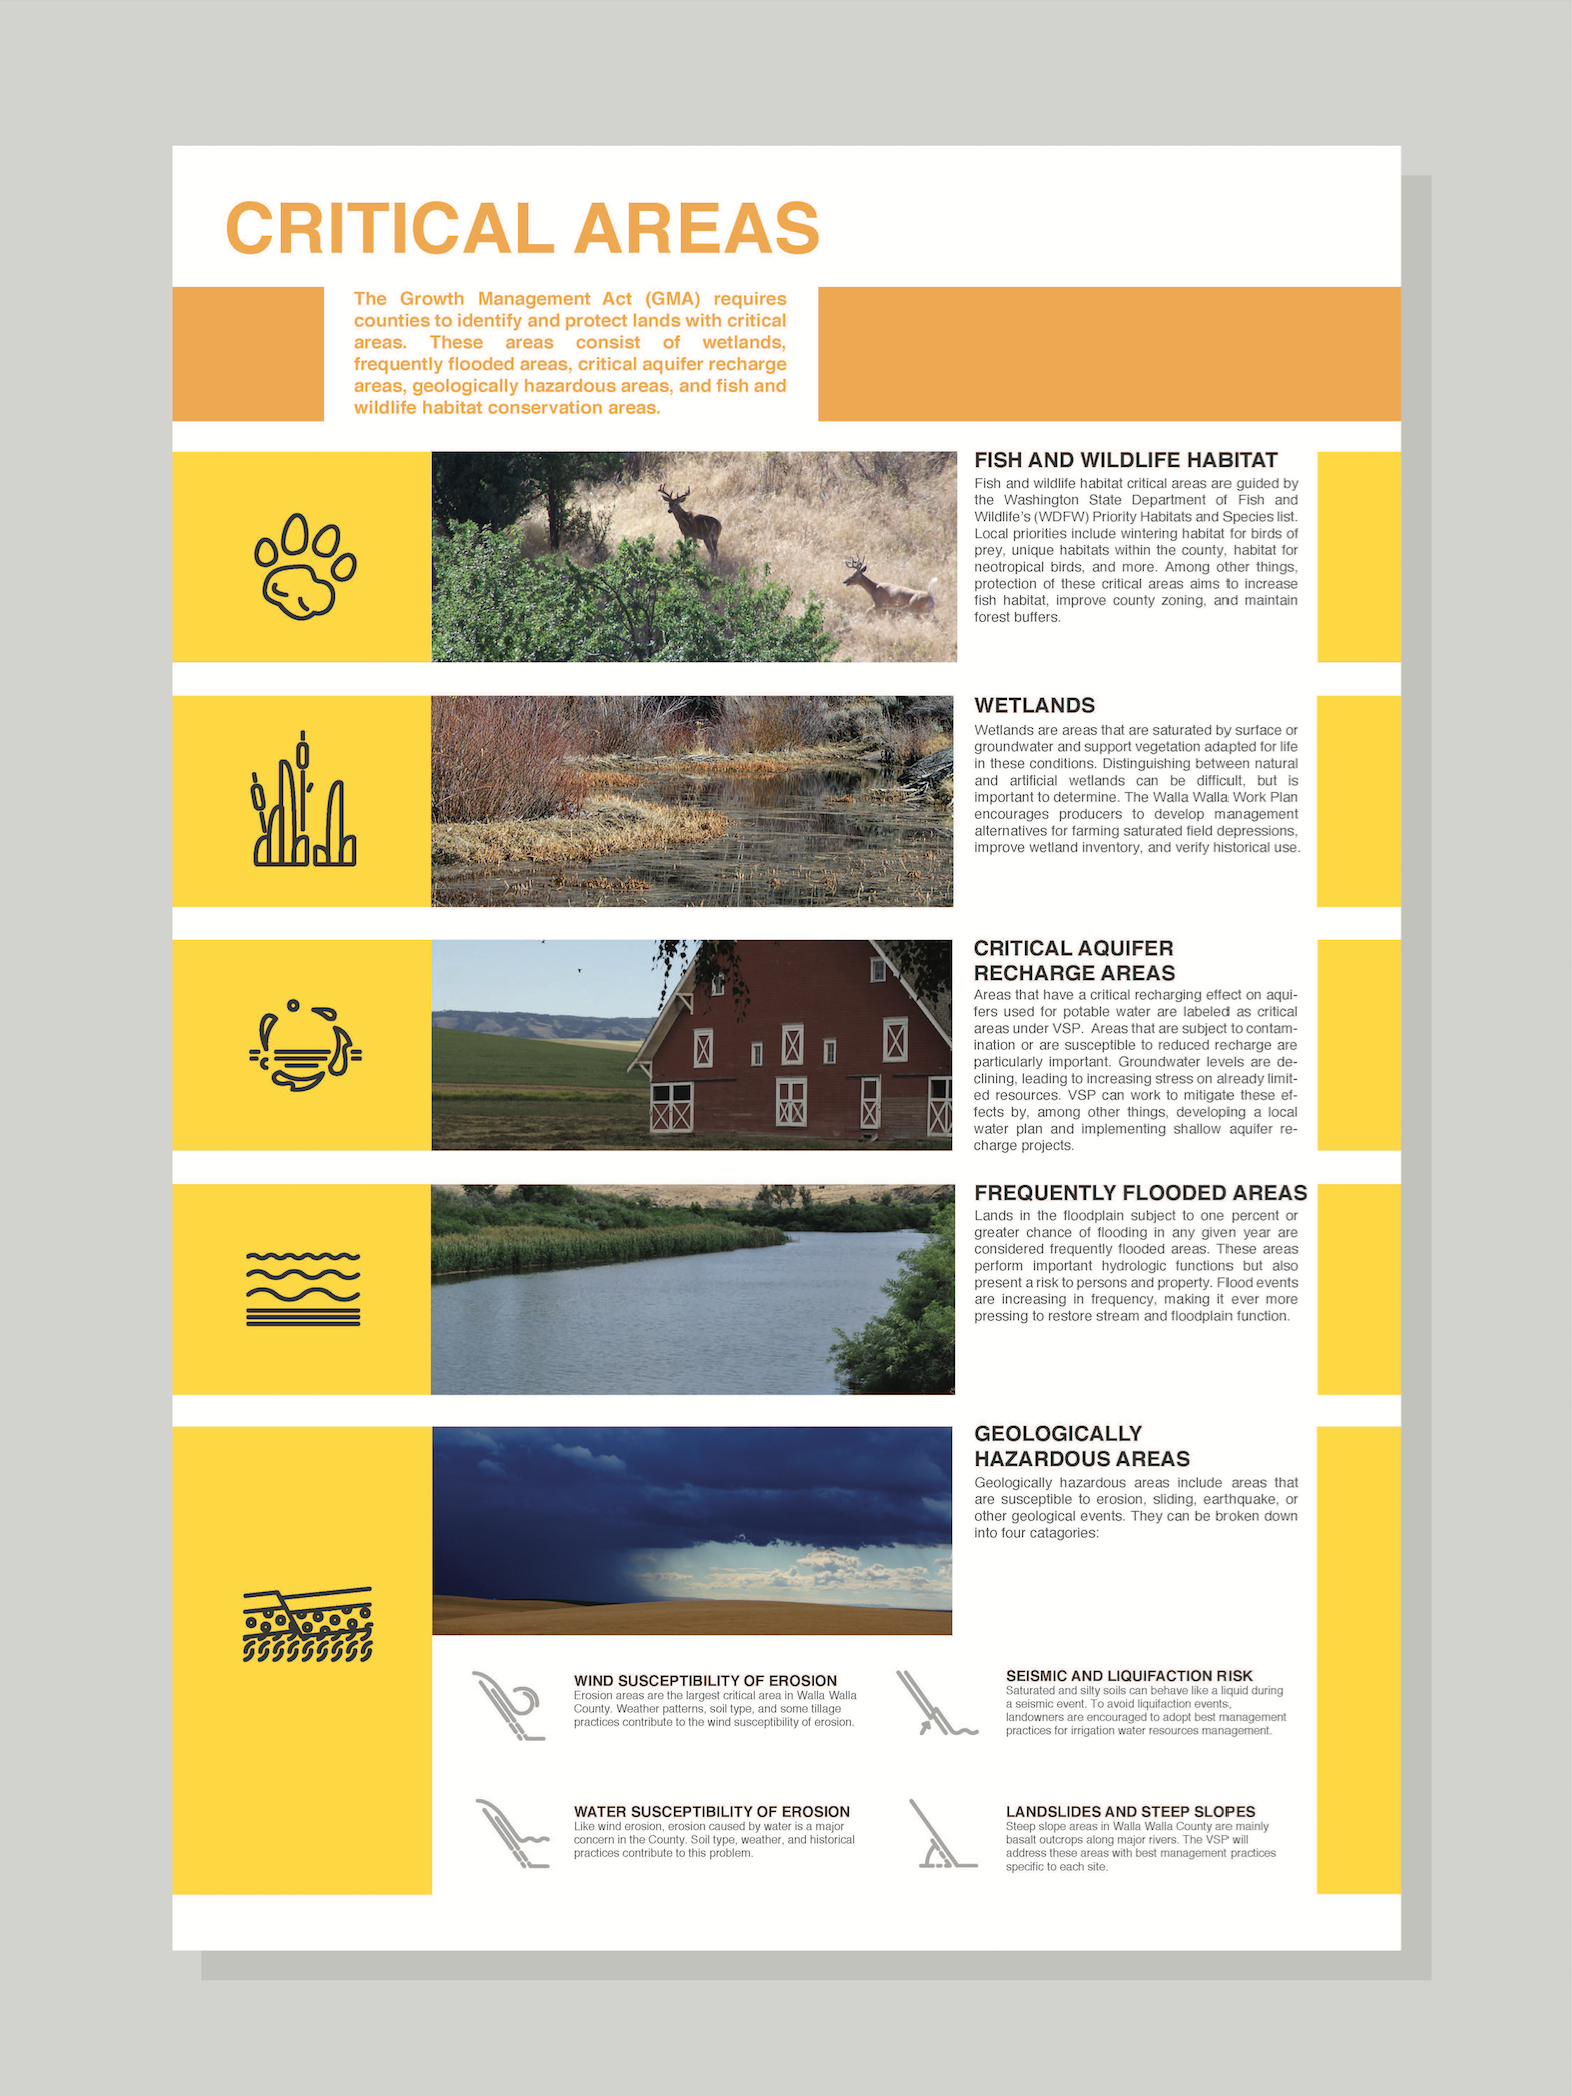 CRITICAL AREAS
The Growth Management Act (GMA) requires
counties to identify and protect lands with critical
areas. These areas consist of wetlands,
frequently flooded areas, critical aquifer recharge
areas, geologically hazardous areas, and fish and
wildlife habitat conservation areas.
FISH AND WILDLIFE HABITAT
Fish and wildlife habitat critical areas are guided by
the Washington State Department of Fish and
Wildlife's (WDFW) Priority Habitats and Species list.
Local priorities include wintering habitat for birds of
prey, unique habitats within the county, habitat for
neotropical birds, and more. Among other things,
protection of these critical areas aims to increase
fish habitat, improve county zoning, and maintain
forest buffers.
WETLANDS
Wetlands are areas that are saturated by surface or
groundwater and support vegetation adapted for life
in these conditions. Distinguishing between natural
and artificial wetlands can be difficult, but is
important to determine. The Walla Walla Work Plan
encourages producers to develop management
alternatives for farming saturated field depressions,
improve wetland inventory, and verify historical use.
CRITICAL AQUIFER
RECHARGE AREAS
Areas that have a critical recharging effect on aqui-
fers used for potable water are labeled as critical
areas under VSP. Areas that are subject to contam-
ination or are susceptible to reduced recharge are
particularly important. Groundwater levels are de-
clining, leading to increasing stress on already limit-
ed resources. VSP can work to mitigate these ef-
fects by, among other things, developing a local
water plan and implementing shallow aquifer re-
charge projects.
FREQUENTLY FLOODED AREAS
Lands in the floodplain subject to one percent or
greater chance of flooding in any given year are
considered frequently flooded areas. These areas
perform important hydrologic functions but also
present a risk to persons and property. Flood events
are increasing in frequency, making it ever more
pressing to restore stream and floodplain function.
GEOLOGICALLY
HAZARDOUS AREAS
Geologically hazardous areas include areas that
are susceptible to erosion, sliding, earthquake, or
other geological events. They can be broken down
into four catagories:
WIND SUSCEPTIBILITY OF EROSION
Erosion areas are the largest critical area in Walla Walla
County. Weather patterns, soil type, and some tillage
practices contribute to the wind susceptibility of erosion.
SEISMIC AND LIQUIFACTION RISK
Saturated and silty soils can behave like a liquid during
a seismic event. To avoid liquifaction events,
landowners are encouraged to adopt best management
practices for irrigation water resources management.
WATER SUSCEPTIBILITY OF EROSION
Like wind erosion, erosion caused by water is a major
concern in the County. Soil type, weather, and historical
practices contribute to this problem.
LANDSLIDES AND STEEP SLOPES
Steep slope areas in Walla Walla County are mainly
basalt outcrops along major rivers. The VSP will
address these areas with best management practices
specific to each site.